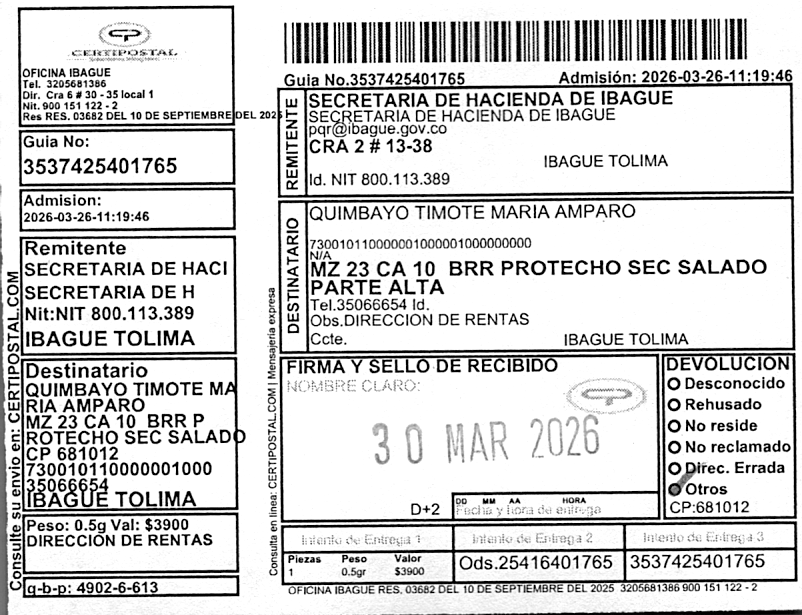 CERTIPOSTAL
OFICINA IBAGUE
Tel. 3205681386
Dir. Cra 6 # 30 - 35 local 1
Nit. 900 151 122 - 2
Res RES. 03682 DEL 10 DE SEPTIEMBRE DEL 2025
Guia No:
3537425401765
Admision:
2026-03-26-11:19:46
Remitente
SECRETARIA DE HACI
SECRETARIA DE H
Nit:NIT 800.113.389
IBAGUE TOLIMA
Destinatario
QUIMBAYO TIMOTE MA
RIA AMPARO
MZ 23 CA 10 BRR P
ROTECHO SEC SALADO
CP 681012
730010110000001000
35066654
IBAGUE TOLIMA
Peso: 0.5g Val: $3900
DIRECCIÓN DE RENTAS
q-b-p: 4902-6-613
Consulte su envio en: CERTIPOSTAL.COM
Guia No.3537425401765 Admisión: 2026-03-26-11:19:46
REMITENTE
SECRETARIA DE HACIENDA DE IBAGUE
SECRETARIA DE HACIENDA DE IBAGUE
pqr@ibague.gov.co
CRA 2 # 13-38
IBAGUE TOLIMA
Id. NIT 800.113.389
DESTINATARIO
QUIMBAYO TIMOTE MARIA AMPARO
730010110000001000001000000000
N/A
MZ 23 CA 10 BRR PROTECHO SEC SALADO
PARTE ALTA
Tel.35066654 Id.
Obs.DIRECCION DE RENTAS
Ccte. IBAGUE TOLIMA
Consulta en línea: CERTIPOSTAL.COM | Mensajería expresa
FIRMA Y SELLO DE RECIBIDO
NOMBRE CLARO:
30 MAR 2026
D+2
DD MM AA HORA
Fecha y hora de entrega
DEVOLUCION
Desconocido
Rehusado
No reside
No reclamado
Direc. Errada
Otros
CP:681012
Intento de Entrega 1 Intento de Entrega 2 Intento de Entrega 3
Piezas Peso Valor
1 0.5gr $3900
Ods.25416401765 3537425401765
OFICINA IBAGUE RES. 03682 DEL 10 DE SEPTIEMBRE DEL 2025 3205681386 900 151 122 - 2